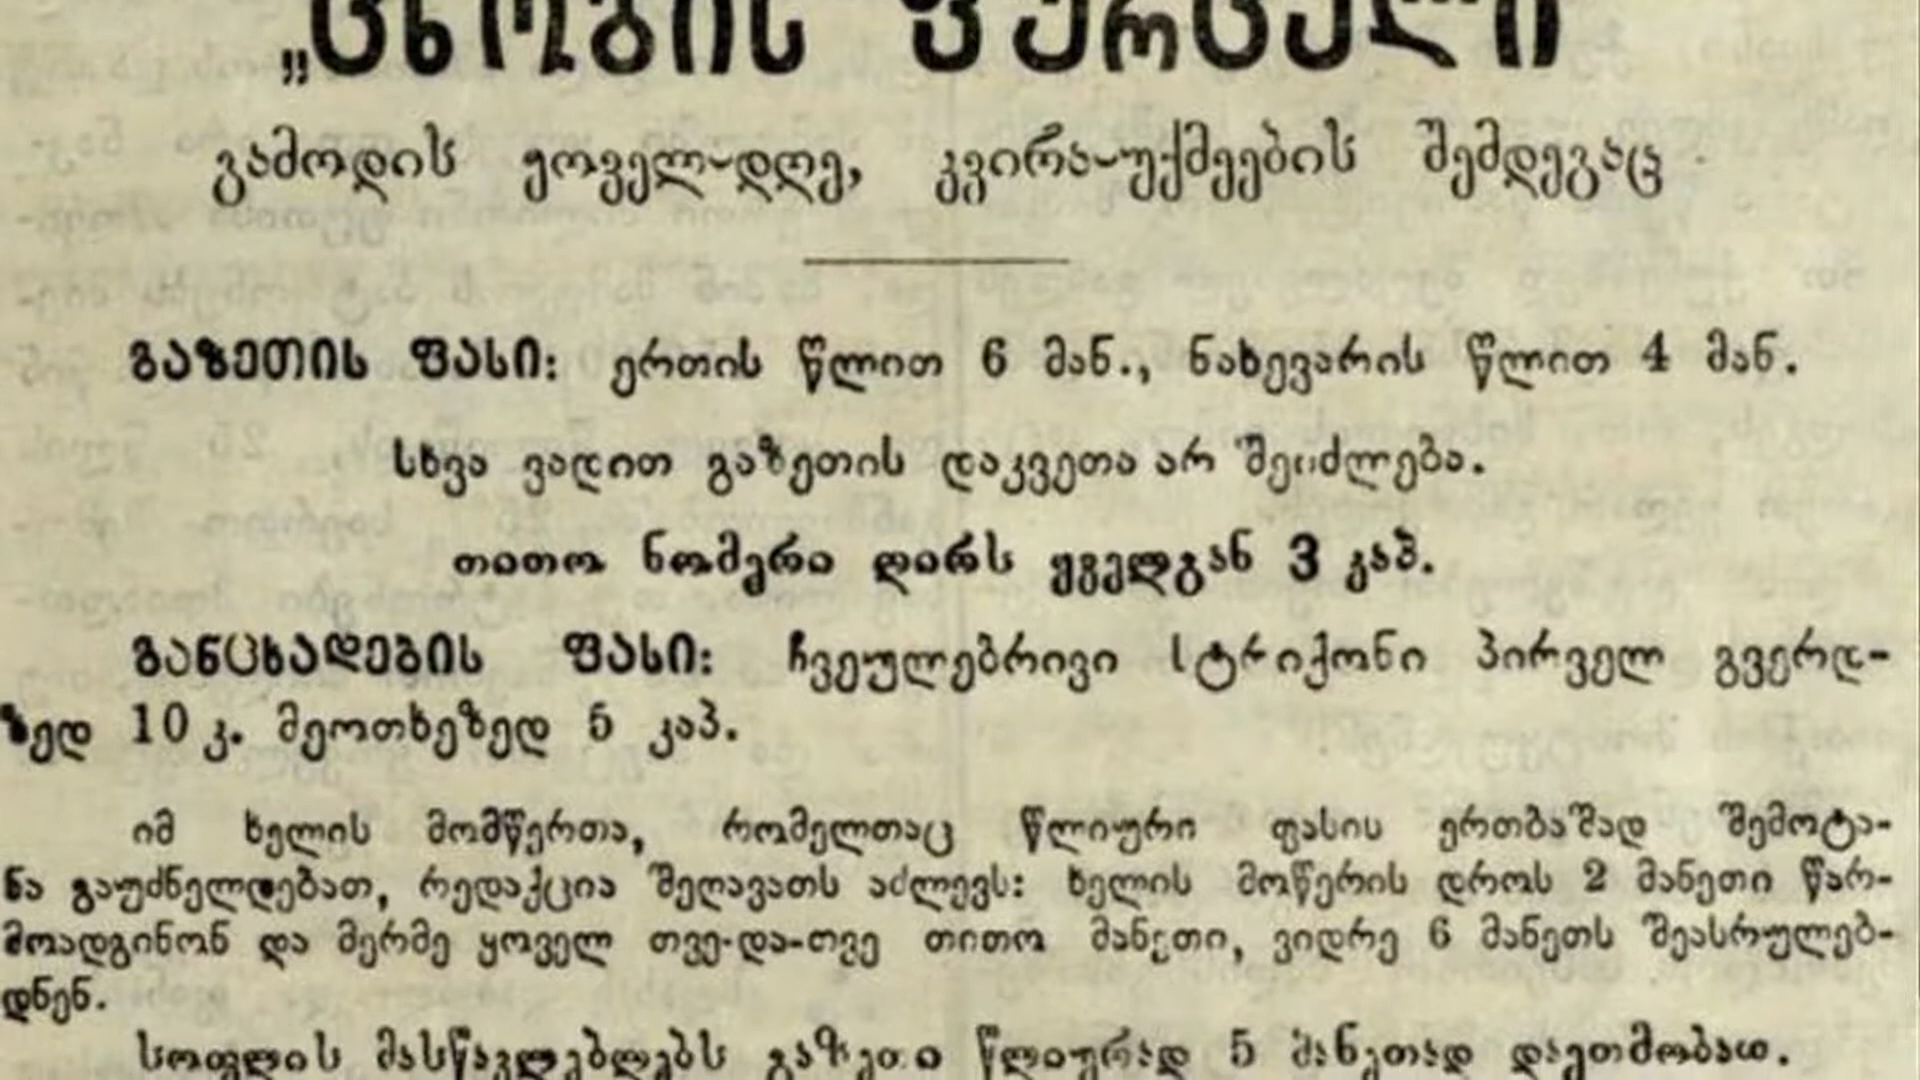 „ცნობის ფურცელი
გამოდის ყოველ-დღე, კვირა-უქმეების შემდეგაც
გაზეთის ფასი: ერთის წლით 6 მან., ნახევარის წლით 4 მან.
სხვა ვადით გაზეთის დაკვეთა არ შეიძლება.
თითო ნომერი ღირს ყველგან 3 კაპ.
განცხადების ფასი: ჩვეულებრივი სტრიქონი პირველ გვერდ-
ზედ 10 კ. მეოთხეზედ 5 კაპ.
იმ ხელის მომწერთა, რომელთაც წლიური ფასის ერთბაშად შემოტა-
ნა გაუძნელდებათ, რედაქცია შეღავათს აძლევს: ხელის მოწერის დროს 2 მანეთი წარ-
მოადგინონ და მერმე ყოველ თვე-და-თვე თითო მანეთი, ვიდრე 6 მანეთს შეასრულებ-
დნენ.
სოფლის მასწავლებლებს გაზეთი წლიურად 5 მანეთად დაეთმობათ.